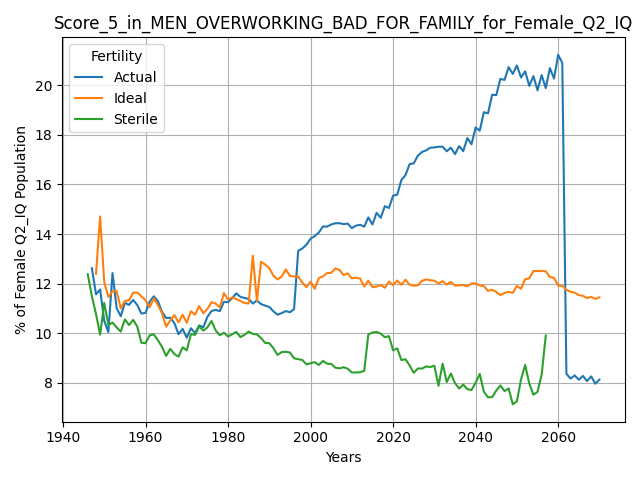 Score_5_in_MEN_OVERWORKING_BAD_FOR_FAMILY_for_Female_Q2_IQ
Fertility
Actual
Ideal
Sterile
% of Female Q2_IQ Population
20
18
16
14
12
10
8
1940
1960
1980
2000
2020
2040
2060
Years